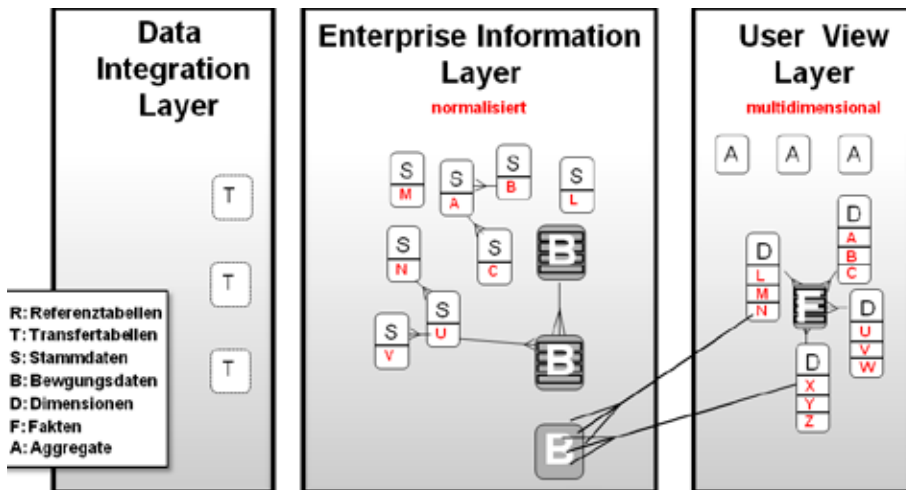 Data
Integration
Layer
T
T
T
R: Referenztabellen
T: Transfertabellen
S: Stammdaten
B: Bewgungsdaten
D: Dimensionen
F: Fakten
A: Aggregate
Enterprise Information
Layer
normalisiert
S
M
S
A
S
B
S
L
S
N
S
C
B
S
V
S
U
B
B
User View
Layer
multidimensional
A A A
D
L
M
N
D
A
B
C
F
D
U
V
W
D
X
Y
Z